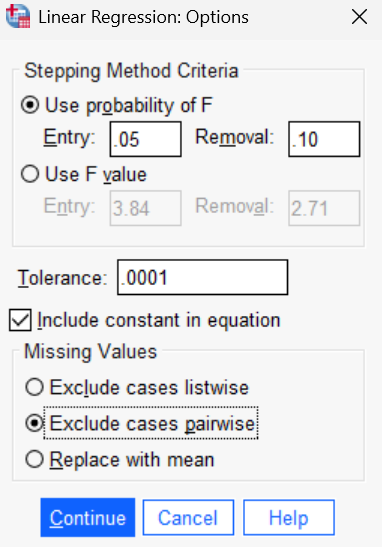 Linear Regression: Options
Stepping Method Criteria
Use probability of F
Entry: .05 Removal: .10
Use F value
Entry: 3.84 Removal: 2.71
Tolerance: .0001
Include constant in equation
Missing Values
Exclude cases listwise
Exclude cases pairwise
Replace with mean
Continue Cancel Help